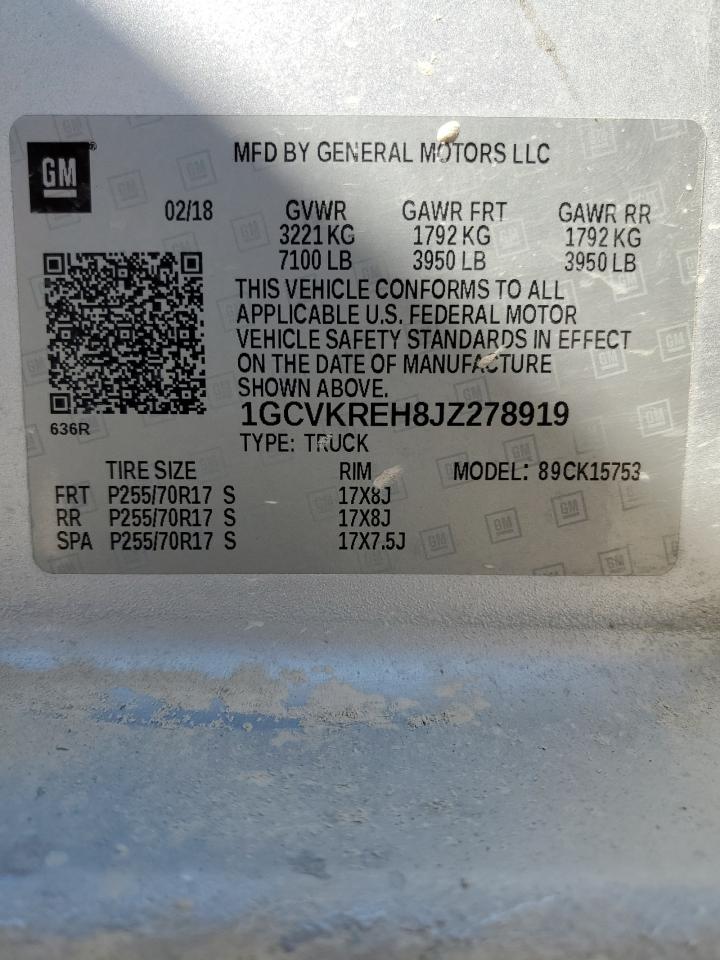 GM
MFD BY GENERAL MOTORS LLC
02/18 GVWR GAWR FRT GAWR RR
3221 KG 1792 KG 1792 KG
7100 LB 3950 LB 3950 LB
THIS VEHICLE CONFORMS TO ALL
APPLICABLE U.S. FEDERAL MOTOR
VEHICLE SAFETY STANDARDS IN EFFECT
ON THE DATE OF MANUFACTURE
SHOWN ABOVE.
636R
1GCVKREH8JZ278919
TYPE: TRUCK
TIRE SIZE RIM MODEL: 89CK15753
FRT P255/70R17 S 17X8J
RR P255/70R17 S 17X8J
SPA P255/70R17 S 17X7.5J